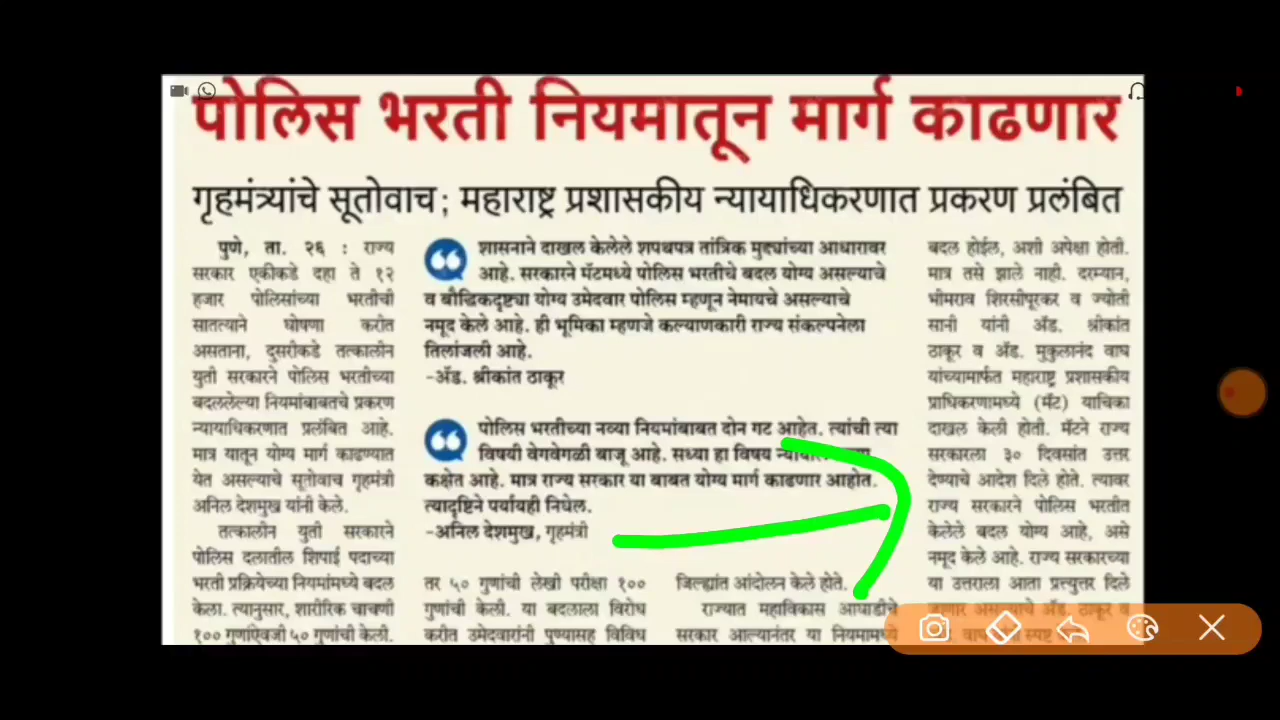 पोलिस भरती नियमातून मार्ग काढणार
गृहमंत्र्यांचे सूतोवाच; महाराष्ट्र प्रशासकीय न्यायाधिकरणात प्रकरण प्रलंबित
पुणे, ता. २६ : राज्य
सरकार एकीकडे दहा ते १२
हजार पोलिसांच्या भरतीची
सातत्याने घोषणा करीत
असताना, दुसरीकडे तत्कालीन
युती सरकारने पोलिस भरतीच्या
बदललेल्या नियमांबाबतचे प्रकरण
न्यायाधिकरणात प्रलंबित आहे.
मात्र यातून योग्य मार्ग काढण्यात
येत असल्याचे सूतोवाच गृहमंत्री
अनिल देशमुख यांनी केले.
तत्कालीन युती सरकारने
पोलिस दलातील शिपाई पदाच्या
भरती प्रक्रियेच्या नियमांमध्ये बदल
केला. त्यानुसार, शारीरिक चाचणी
१०० गुणांऐवजी ५० गुणांची केली.
शासनाने दाखल केलेले शपथपत्र तांत्रिक मुद्द्यांच्या आधारावर
आहे. सरकारने मॅटमध्ये पोलिस भरतीचे बदल योग्य असल्याचे
व बौद्धिकदृष्ट्या योग्य उमेदवार पोलिस म्हणून नेमायचे असल्याचे
नमूद केले आहे. ही भूमिका म्हणजे कल्याणकारी राज्य संकल्पनेला
तिलांजली आहे.
-अ‍ॅड. श्रीकांत ठाकूर
पोलिस भरतीच्या नव्या नियमांबाबत दोन गट आहेत. त्यांची त्या
विषयी वेगवेगळी बाजू आहे. सध्या हा विषय
कक्षेत आहे. मात्र राज्य सरकार या बाबत योग्य मार्ग काढणार आहोत.
त्यादृष्टिने पर्यायही निघेल.
-अनिल देशमुख, गृहमंत्री
तर ५० गुणांची लेखी परीक्षा १००
गुणांची केली. या बदलाला विरोध
करीत उमेदवारांनी पुण्यासह विविध
जिल्ह्यांत आंदोलन केले होते.
राज्यात महाविकास आघाडीचे
सरकार आल्यानंतर या नियमामध्ये
बदल होईल, अशी अपेक्षा होती.
मात्र तसे झाले नाही. दरम्यान,
भीमराव शिरसीपूरकर व ज्योती
सानी यांनी अ‍ॅड. श्रीकांत
ठाकूर व अ‍ॅड. मुकुलानंद वाघ
यांच्यामार्फत महाराष्ट्र प्रशासकीय
प्राधिकरणामध्ये (मॅट) याचिका
दाखल केली होती. मॅटने राज्य
सरकारला ३० दिवसांत उत्तर
देण्याचे आदेश दिले होते. त्यावर
राज्य सरकारने पोलिस भरतीत
केलेले बदल योग्य आहे, असे
नमूद केले आहे. राज्य सरकारच्या
या उत्तराला आता प्रत्युत्तर दिले
जाणार असल्याचे अ‍ॅड. ठाकूर व
वाघ यांनी स्पष्ट